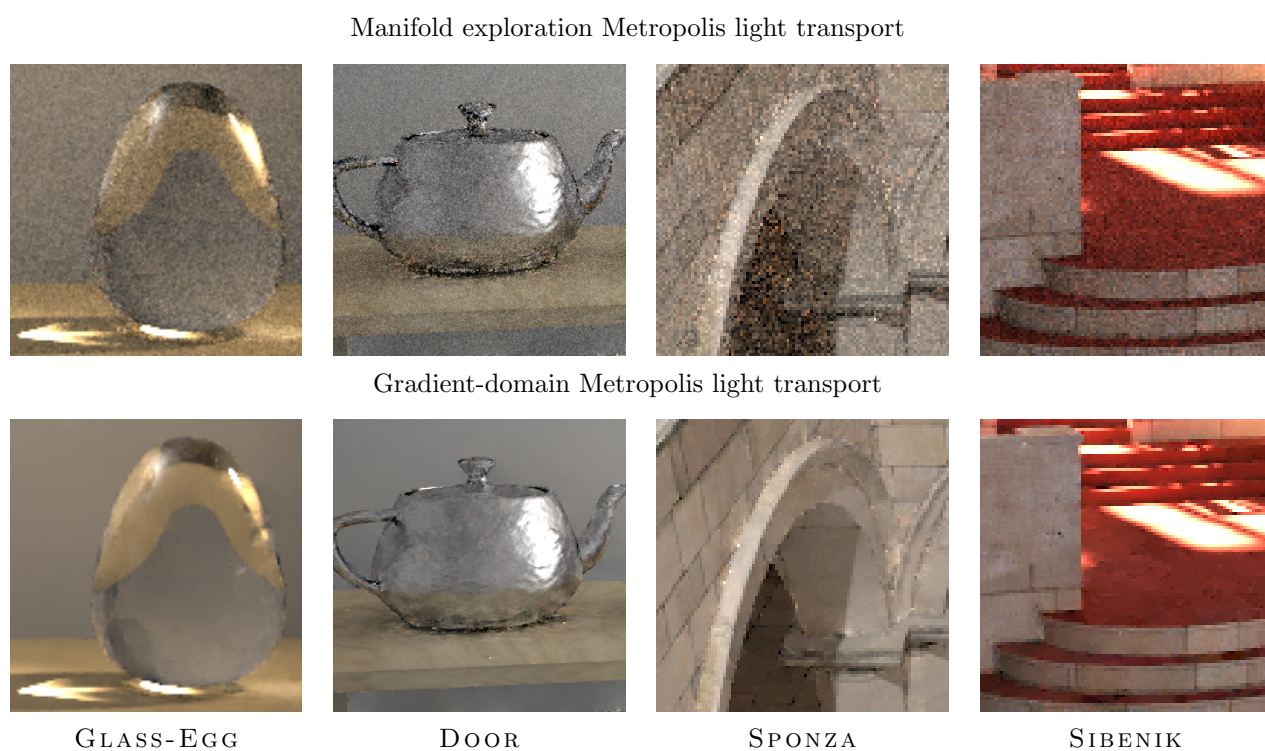 Manifold exploration Metropolis light transport
Gradient-domain Metropolis light transport
GLASS-EGG DOOR SPONZA SIBENIK